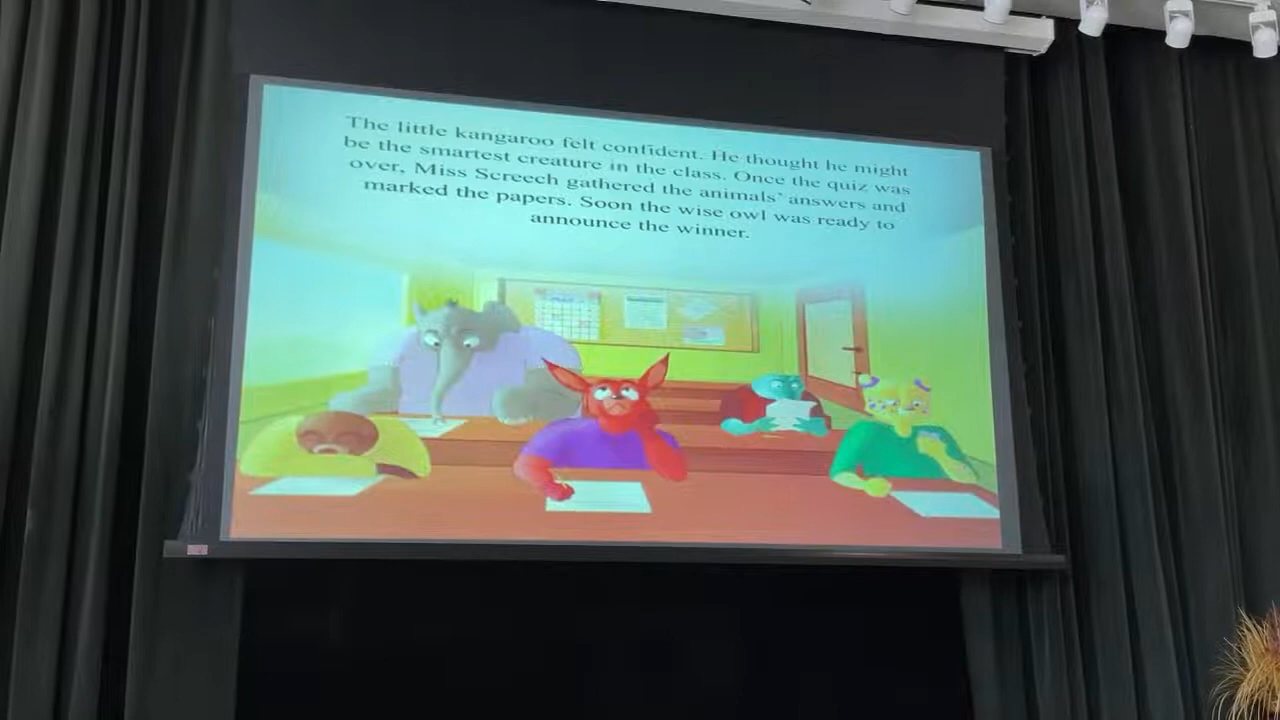 The little kangaroo felt confident. He thought he might
be the smartest creature in the class. Once the quiz was
over, Miss Screech gathered the animals’ answers and
marked the papers. Soon the wise owl was ready to
announce the winner.